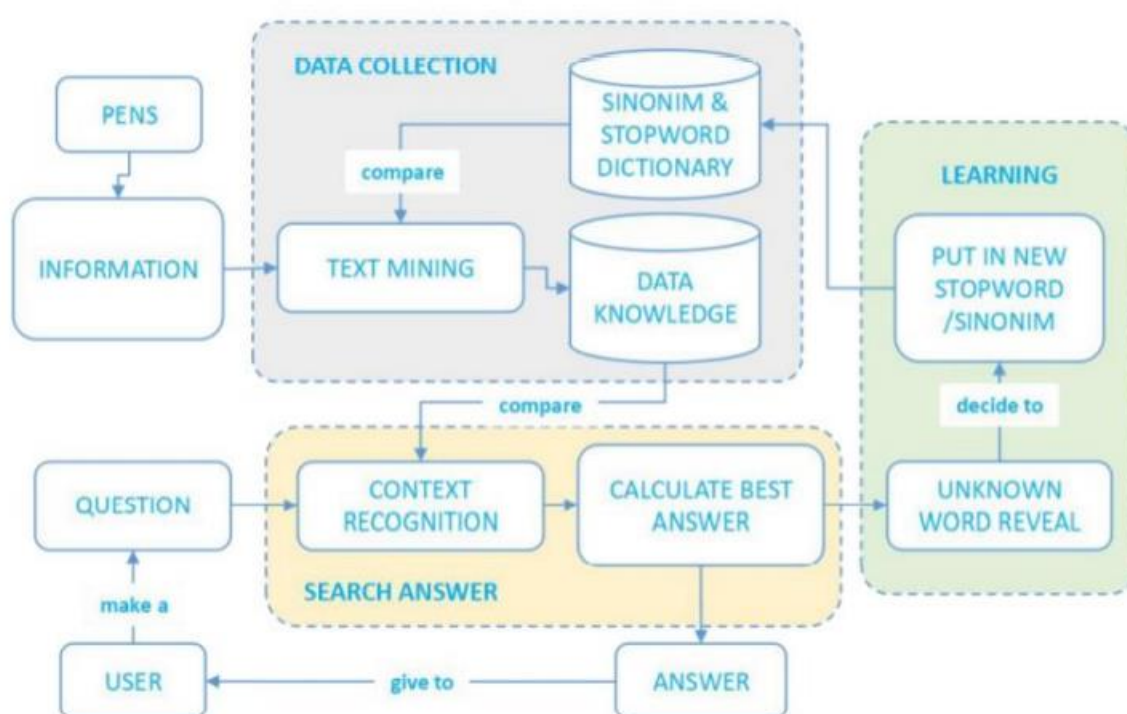 DATA COLLECTION
PENS
SINONIM &
STOPWORD
DICTIONARY
compare
LEARNING
INFORMATION
TEXT MINING
DATA
KNOWLEDGE
PUT IN NEW
STOPWORD
/SINONIM
compare
decide to
QUESTION
CONTEXT
RECOGNITION
CALCULATE BEST
ANSWER
UNKNOWN
WORD REVEAL
SEARCH ANSWER
make a
USER
give to
ANSWER